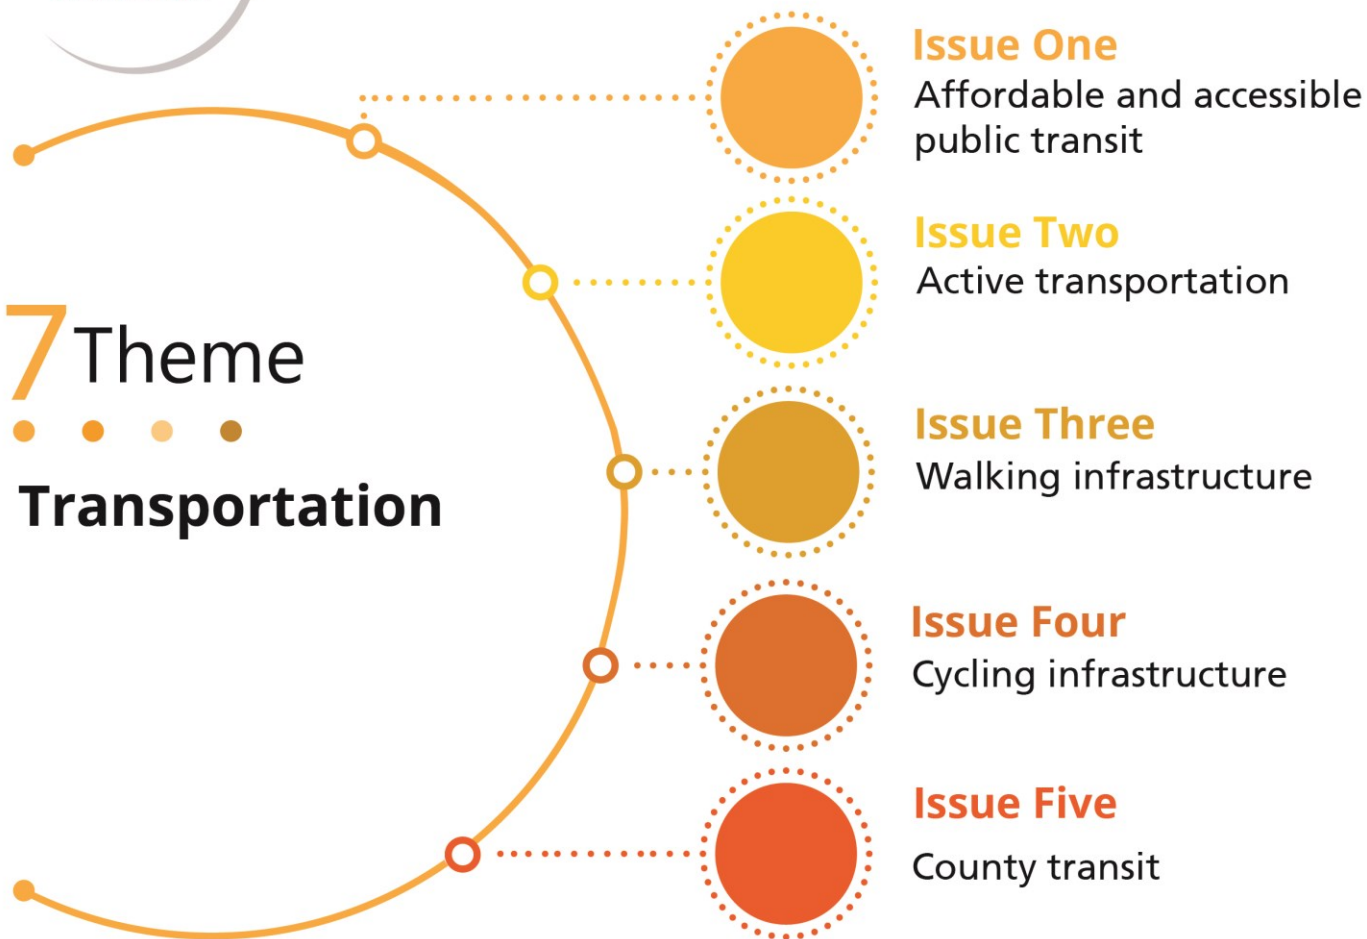 7 Theme
Transportation
Issue One
Affordable and accessible
public transit
Issue Two
Active transportation
Issue Three
Walking infrastructure
Issue Four
Cycling infrastructure
Issue Five
County transit